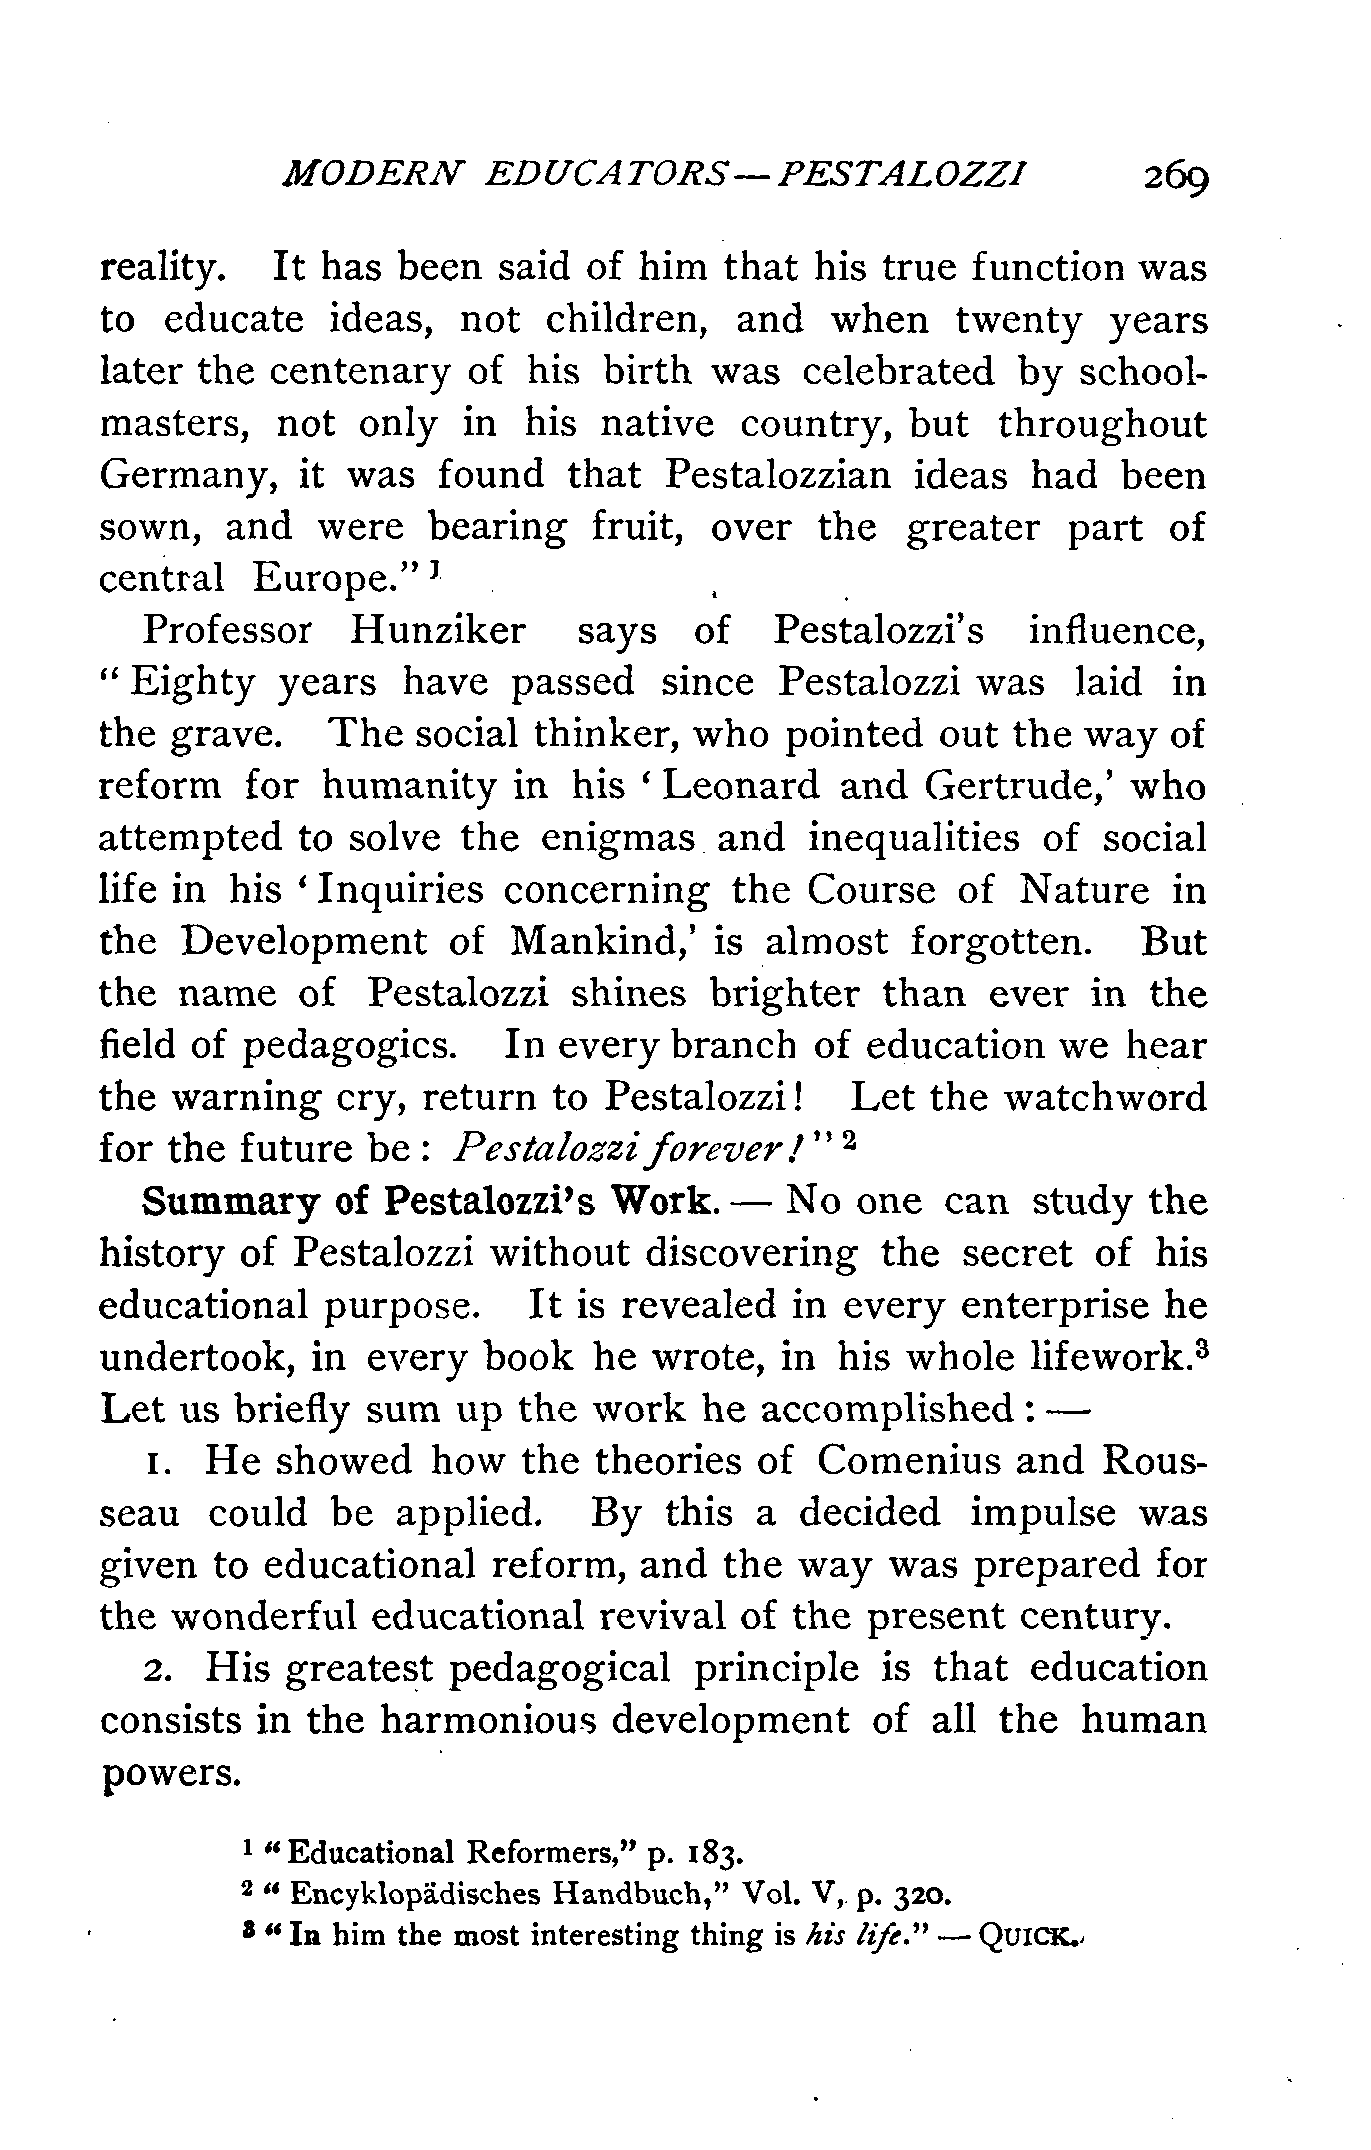 MODERN EDUCATORS—PESTALOZZI 269
reality. It has been said of him that his true function was
to educate ideas, not children, and when twenty years
later the centenary of his birth was celebrated by school-
masters, not only in his native country, but throughout
Germany, it was found that Pestalozzian ideas had been
sown, and were bearing fruit, over the greater part of
central Europe." ¹
Professor Hunziker says of Pestalozzi's influence,
"Eighty years have passed since Pestalozzi was laid in
the grave. The social thinker, who pointed out the way of
reform for humanity in his 'Leonard and Gertrude,' who
attempted to solve the enigmas and inequalities of social
life in his 'Inquiries concerning the Course of Nature in
the Development of Mankind,' is almost forgotten. But
the name of Pestalozzi shines brighter than ever in the
field of pedagogics. In every branch of education we hear
the warning cry, return to Pestalozzi! Let the watchword
for the future be: Pestalozzi forever!" ²
Summary of Pestalozzi's Work. — No one can study the
history of Pestalozzi without discovering the secret of his
educational purpose. It is revealed in every enterprise he
undertook, in every book he wrote, in his whole lifework.³
Let us briefly sum up the work he accomplished: —
1. He showed how the theories of Comenius and Rous-
seau could be applied. By this a decided impulse was
given to educational reform, and the way was prepared for
the wonderful educational revival of the present century.
2. His greatest pedagogical principle is that education
consists in the harmonious development of all the human
powers.
¹ "Educational Reformers," p. 183.
² "Encyklopädisches Handbuch," Vol. V, p. 320.
³ "In him the most interesting thing is his life." — QUICK.